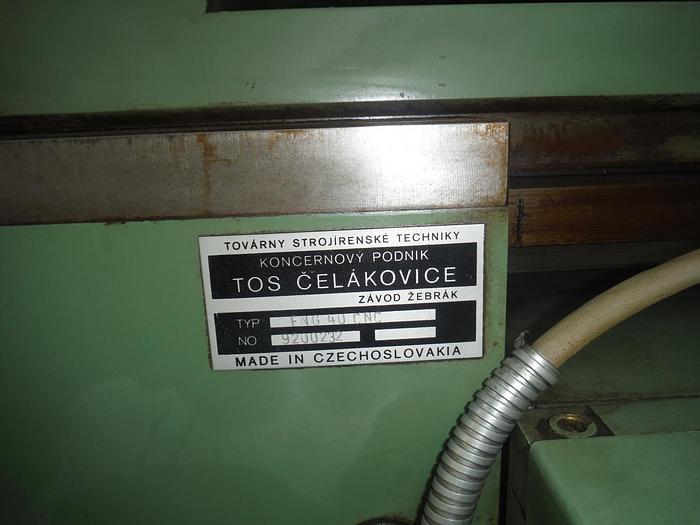 TOVÁRNY STROJÍRENSKÉ TECHNIKY
KONCERNOVÝ PODNIK
TOS ČELÁKOVICE
ZÁVOD ŽEBRÁK
TYP FNG 40 CNC
NO 9200232
MADE IN CZECHOSLOVAKIA